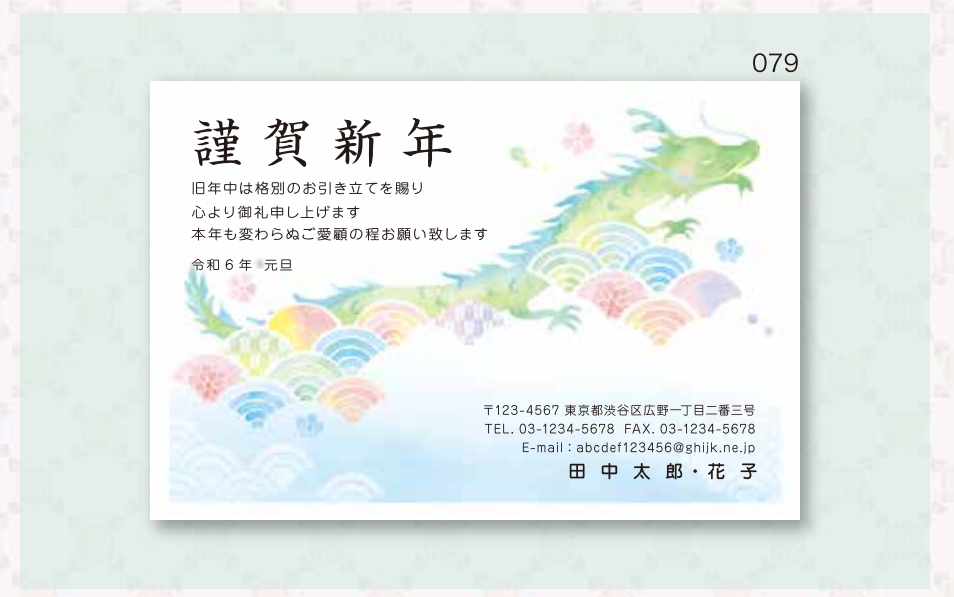 079
謹賀新年
旧年中は格別のお引き立てを賜り
心より御礼申し上げます
本年も変わらぬご愛顧の程お願い致します
令和6年 元旦
〒123-4567 東京都渋谷区広野一丁目二番三号
TEL. 03-1234-5678 FAX. 03-1234-5678
E-mail：abcdef123456@ghijk.ne.jp
田中太郎・花子